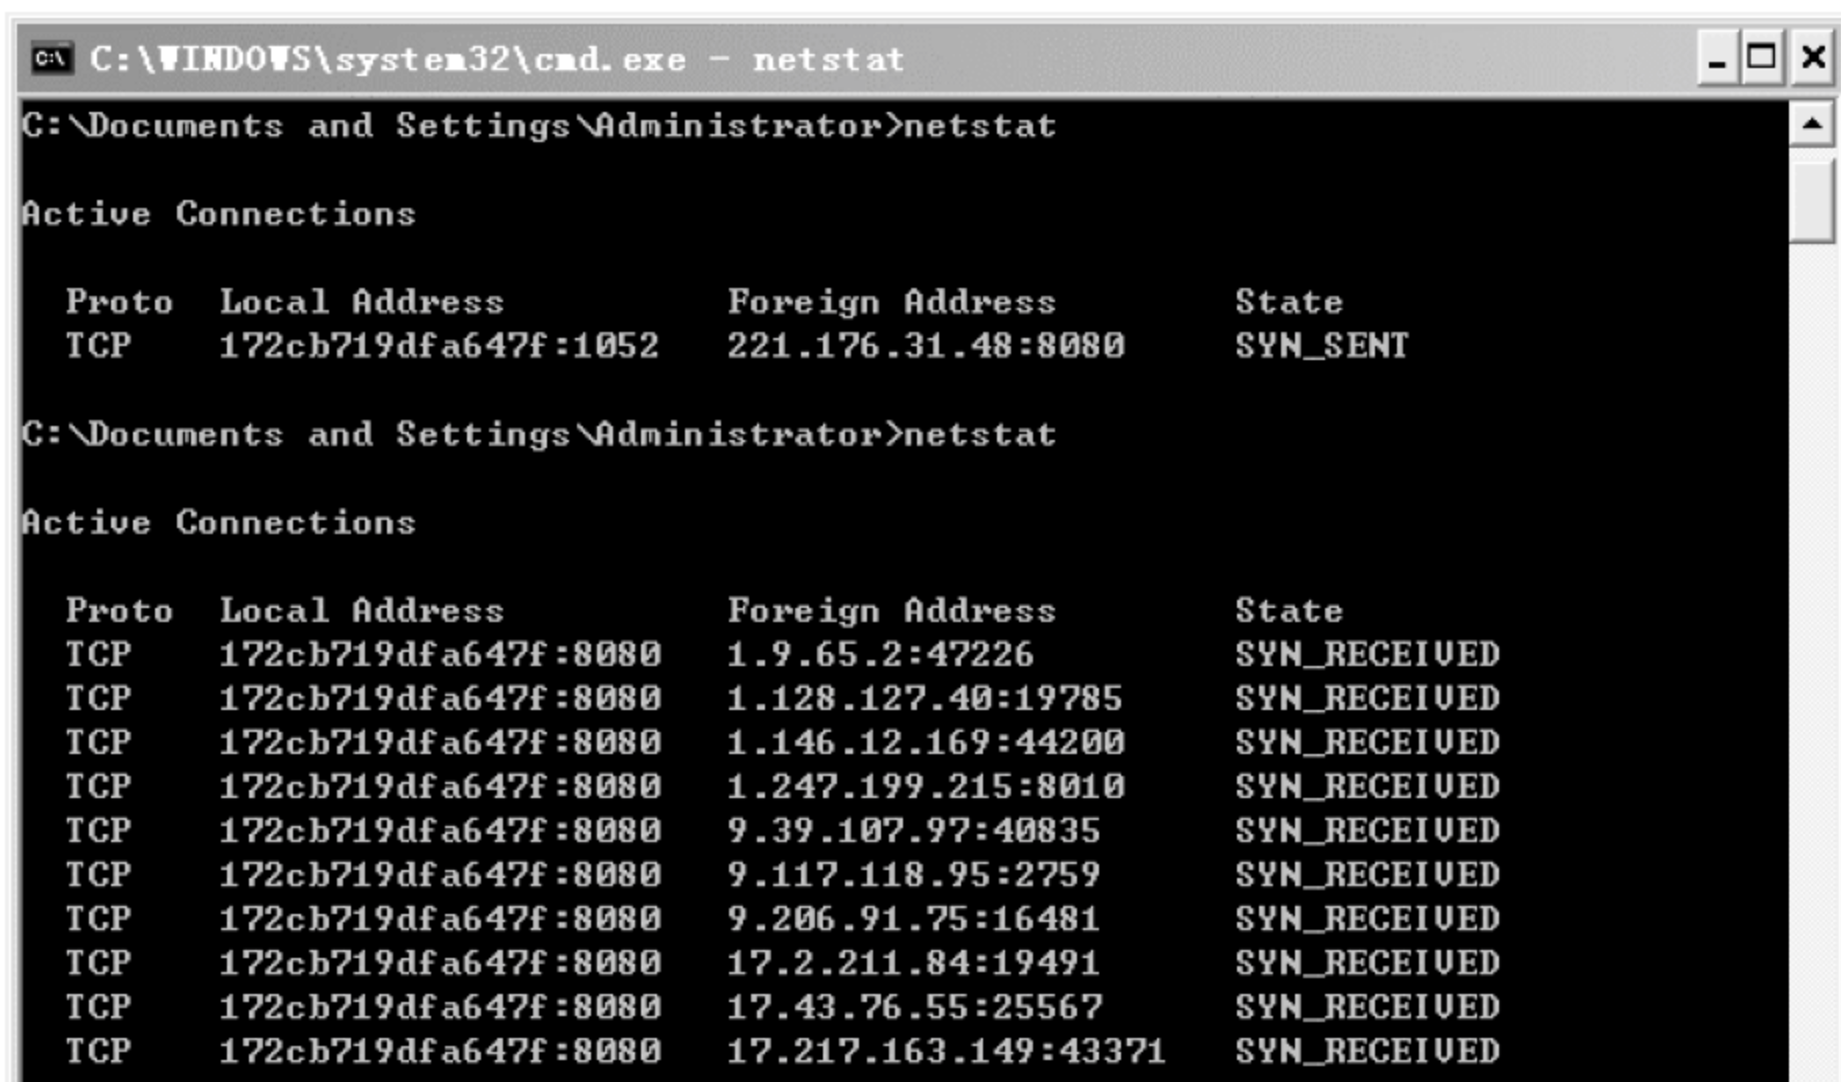 C:\WINDOWS\system32\cmd.exe - netstat
C:\Documents and Settings\Administrator>netstat
Active Connections
Proto Local Address Foreign Address State
TCP 172cb719dfa647f:1052 221.176.31.48:8080 SYN_SENT
C:\Documents and Settings\Administrator>netstat
Active Connections
Proto Local Address Foreign Address State
TCP 172cb719dfa647f:8080 1.9.65.2:47226 SYN_RECEIVED
TCP 172cb719dfa647f:8080 1.128.127.40:19785 SYN_RECEIVED
TCP 172cb719dfa647f:8080 1.146.12.169:44200 SYN_RECEIVED
TCP 172cb719dfa647f:8080 1.247.199.215:8010 SYN_RECEIVED
TCP 172cb719dfa647f:8080 9.39.107.97:40835 SYN_RECEIVED
TCP 172cb719dfa647f:8080 9.117.118.95:2759 SYN_RECEIVED
TCP 172cb719dfa647f:8080 9.206.91.75:16481 SYN_RECEIVED
TCP 172cb719dfa647f:8080 17.2.211.84:19491 SYN_RECEIVED
TCP 172cb719dfa647f:8080 17.43.76.55:25567 SYN_RECEIVED
TCP 172cb719dfa647f:8080 17.217.163.149:43371 SYN_RECEIVED